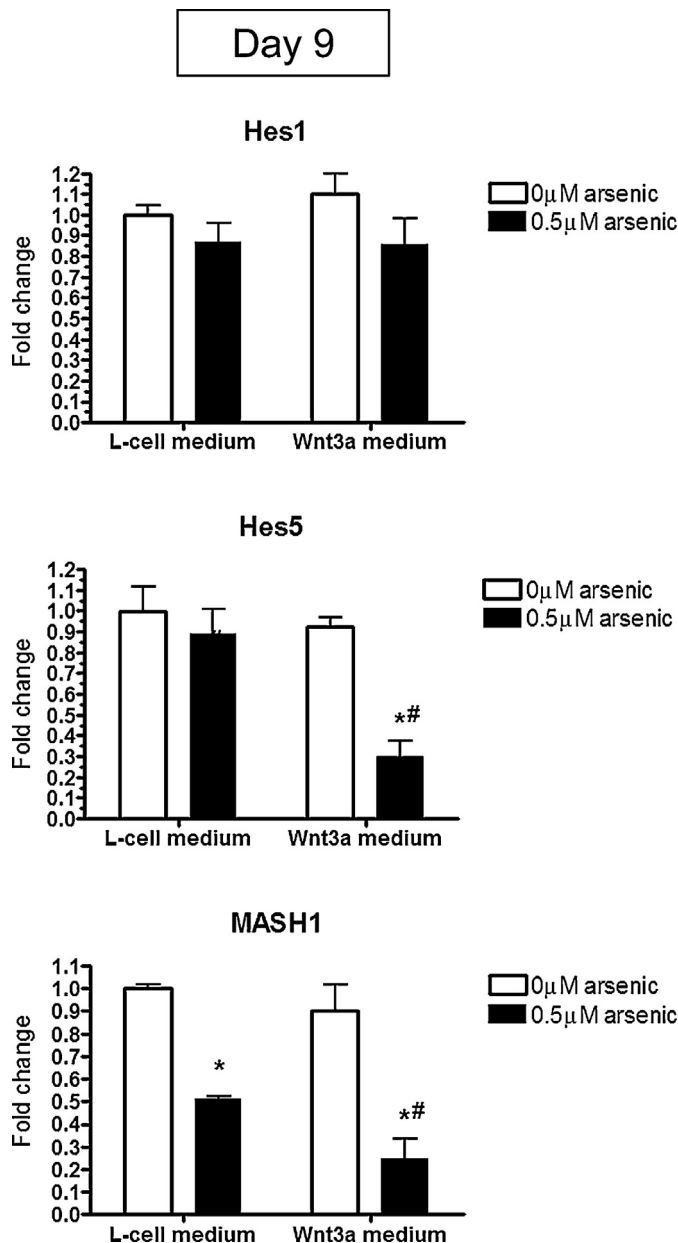 Day 9
Hes1
1.2
1.1
1.0
0.9
0.8
0.7
0.6
0.5
0.4
0.3
0.2
0.1
0.0
Fold change
L-cell medium Wnt3a medium
0μM arsenic
0.5μM arsenic
Hes5
1.2
1.1
1.0
0.9
0.8
0.7
0.6
0.5
0.4
0.3
0.2
0.1
0.0
Fold change
*#
L-cell medium Wnt3a medium
0μM arsenic
0.5μM arsenic
MASH1
1.1
1.0
0.9
0.8
0.7
0.6
0.5
0.4
0.3
0.2
0.1
0.0
Fold change
*
*#
L-cell medium Wnt3a medium
0μM arsenic
0.5μM arsenic